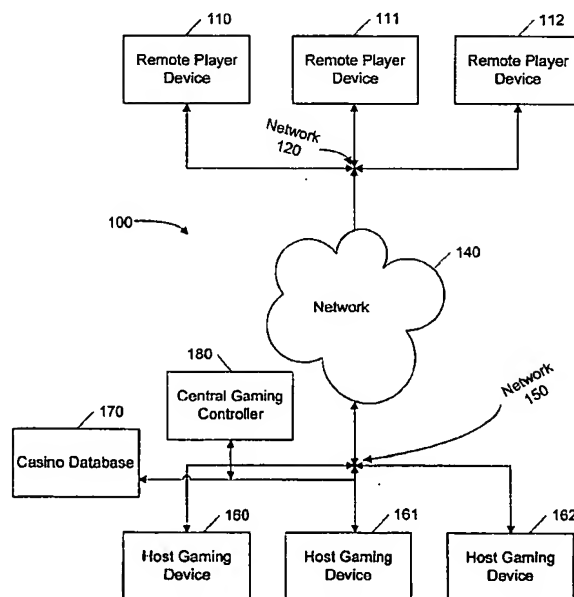 110
111
112
Remote Player
Device
Remote Player
Device
Remote Player
Device
Network
120
100
140
Network
180
Central Gaming
Controller
Network
150
170
Casino Database
160
161
162
Host Gaming
Device
Host Gaming
Device
Host Gaming
Device